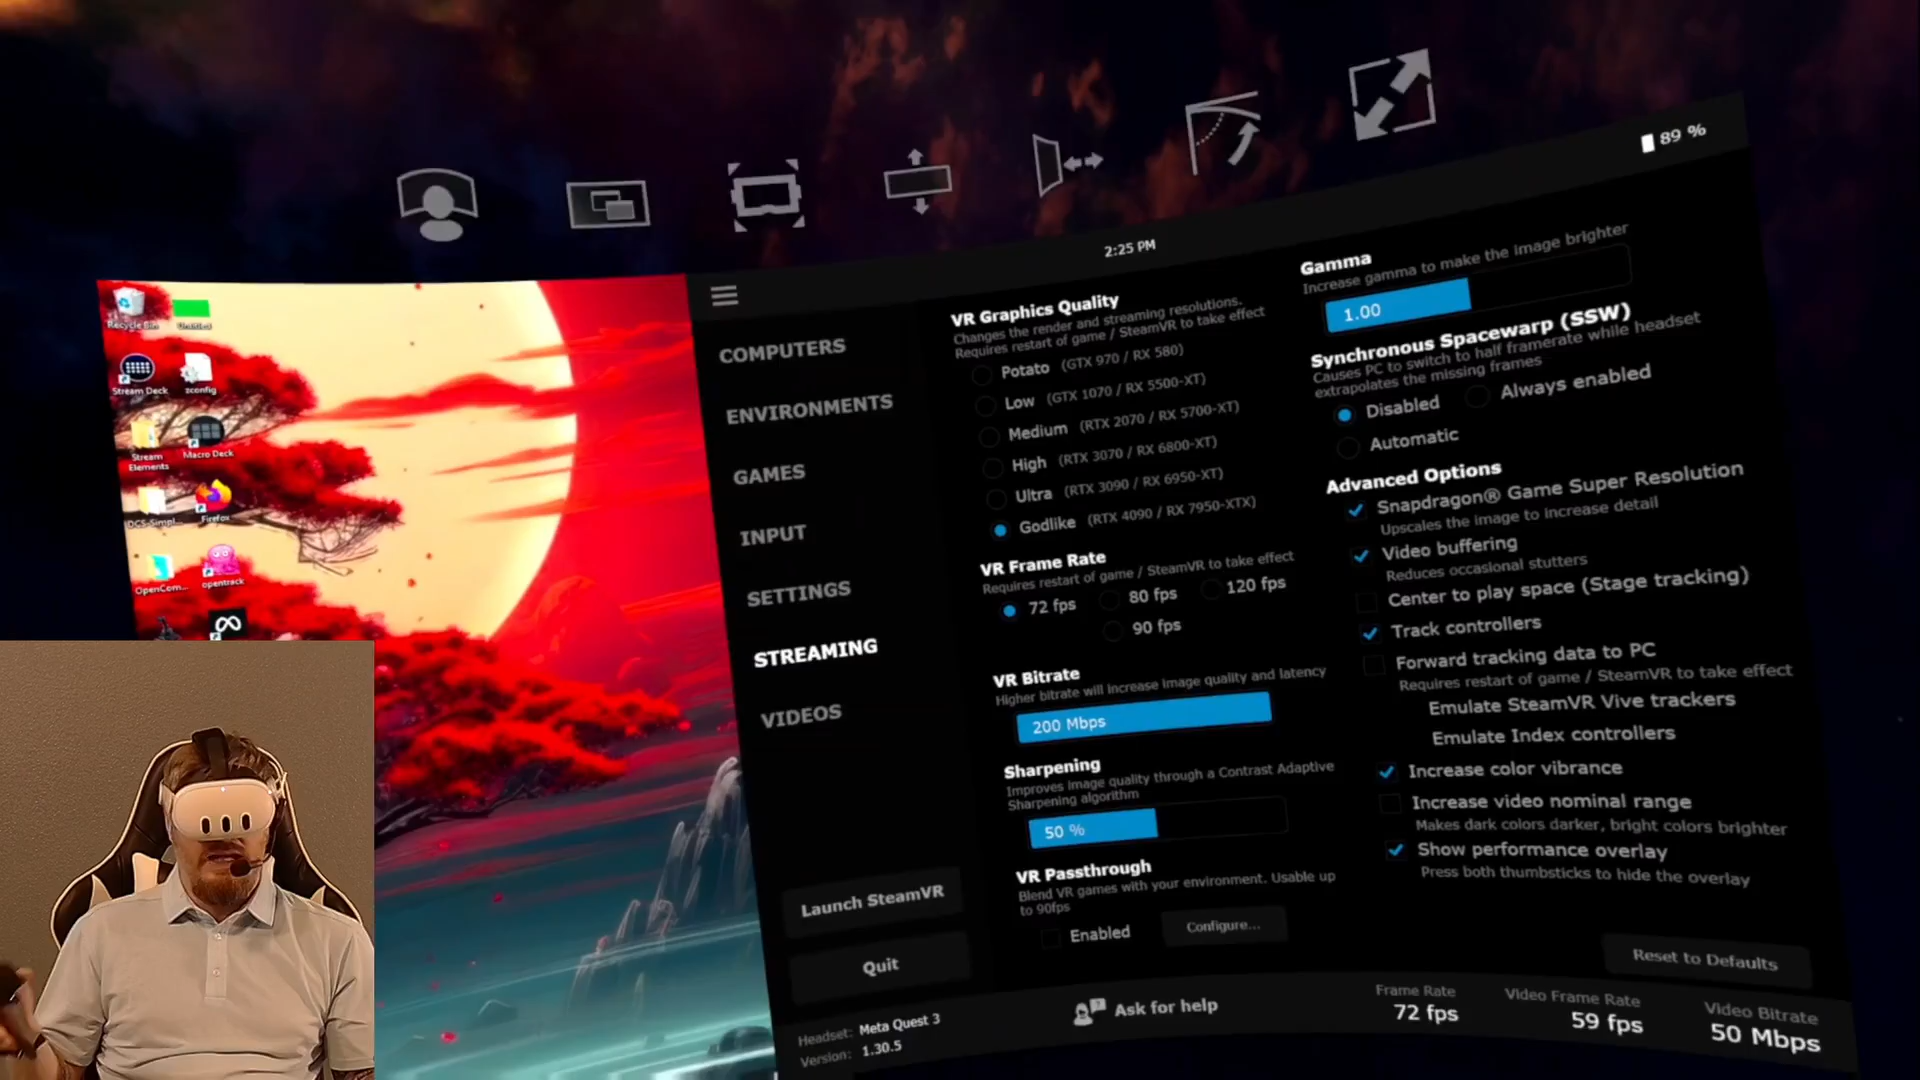 89 %
2:25 PM
Recycle Bin
Untitled
Stream Deck
zconfig
Stream
Elements
Macro Deck
DCS-Simpl...
Firefox
OpenCom...
opentrack
COMPUTERS
ENVIRONMENTS
GAMES
INPUT
SETTINGS
STREAMING
VIDEOS
Launch SteamVR
Quit
VR Graphics Quality
Changes the render and streaming resolutions.
Requires restart of game / SteamVR to take effect
Potato (GTX 970 / RX 580)
Low (GTX 1070 / RX 5500-XT)
Medium (RTX 2070 / RX 5700-XT)
High (RTX 3070 / RX 6800-XT)
Ultra (RTX 3090 / RX 6950-XT)
Godlike (RTX 4090 / RX 7950-XTX)
VR Frame Rate
Requires restart of game / SteamVR to take effect
72 fps 80 fps 120 fps
90 fps
VR Bitrate
Higher bitrate will increase image quality and latency
200 Mbps
Sharpening
Improves image quality through a Contrast Adaptive
Sharpening algorithm
50 %
VR Passthrough
Blend VR games with your environment. Usable up
to 90fps
Enabled Configure...
Gamma
Increase gamma to make the image brighter
1.00
Synchronous Spacewarp (SSW)
Causes PC to switch to half framerate while headset
extrapolates the missing frames
Disabled Always enabled
Automatic
Advanced Options
Snapdragon® Game Super Resolution
Upscales the image to increase detail
Video buffering
Reduces occasional stutters
Center to play space (Stage tracking)
Track controllers
Forward tracking data to PC
Requires restart of game / SteamVR to take effect
Emulate SteamVR Vive trackers
Emulate Index controllers
Increase color vibrance
Increase video nominal range
Makes dark colors darker, bright colors brighter
Show performance overlay
Press both thumbsticks to hide the overlay
Reset to Defaults
Headset: Meta Quest 3
Version: 1.30.5
Ask for help
Frame Rate
72 fps
Video Frame Rate
59 fps
Video Bitrate
50 Mbps